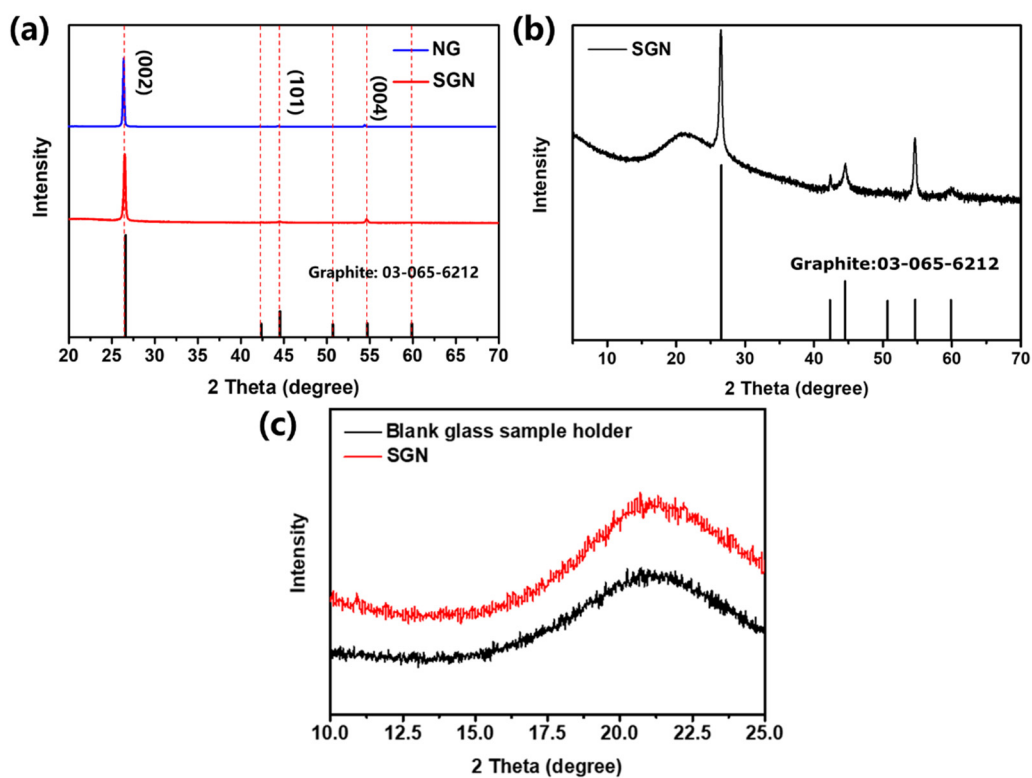 (a)
NG
SGN
(002)
(101)
(004)
Intensity
Graphite: 03-065-6212
20 25 30 35 40 45 50 55 60 65 70
2 Theta (degree)
(b)
SGN
Intensity
Graphite:03-065-6212
10 20 30 40 50 60 70
2 Theta (degree)
(c)
Blank glass sample holder
SGN
Intensity
10.0 12.5 15.0 17.5 20.0 22.5 25.0
2 Theta (degree)